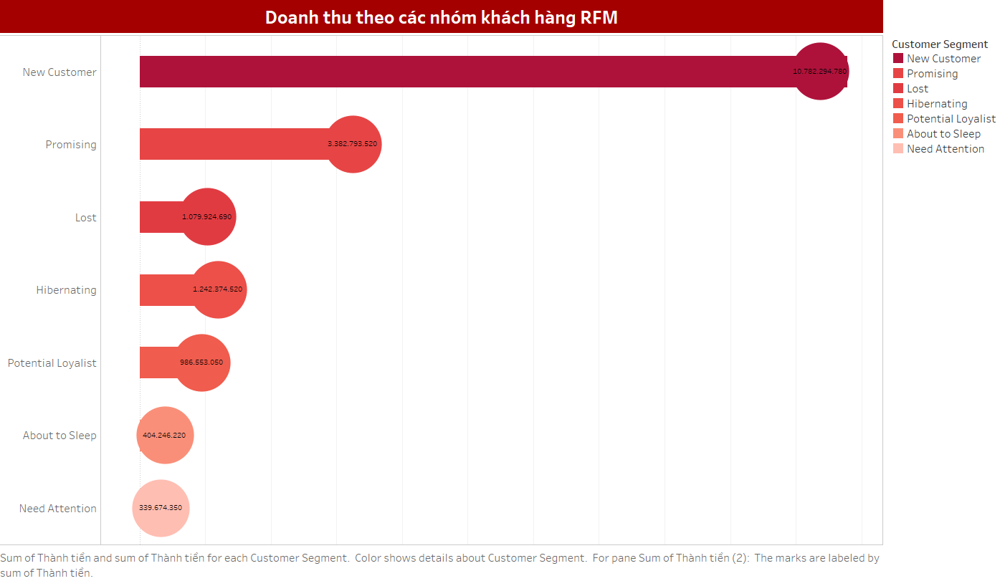 Doanh thu theo các nhóm khách hàng RFM
Customer Segment
New Customer
Promising
Lost
Hibernating
Potential Loyalist
About to Sleep
Need Attention
New Customer
10.782.294.780
Promising
3.382.793.520
Lost
1.079.924.690
Hibernating
1.242.374.520
Potential Loyalist
986.553.050
About to Sleep
404.246.220
Need Attention
339.674.350
Sum of Thành tiền and sum of Thành tiền for each Customer Segment.  Color shows details about Customer Segment.  For pane Sum of Thành tiền (2):  The marks are labeled by
sum of Thành tiền.